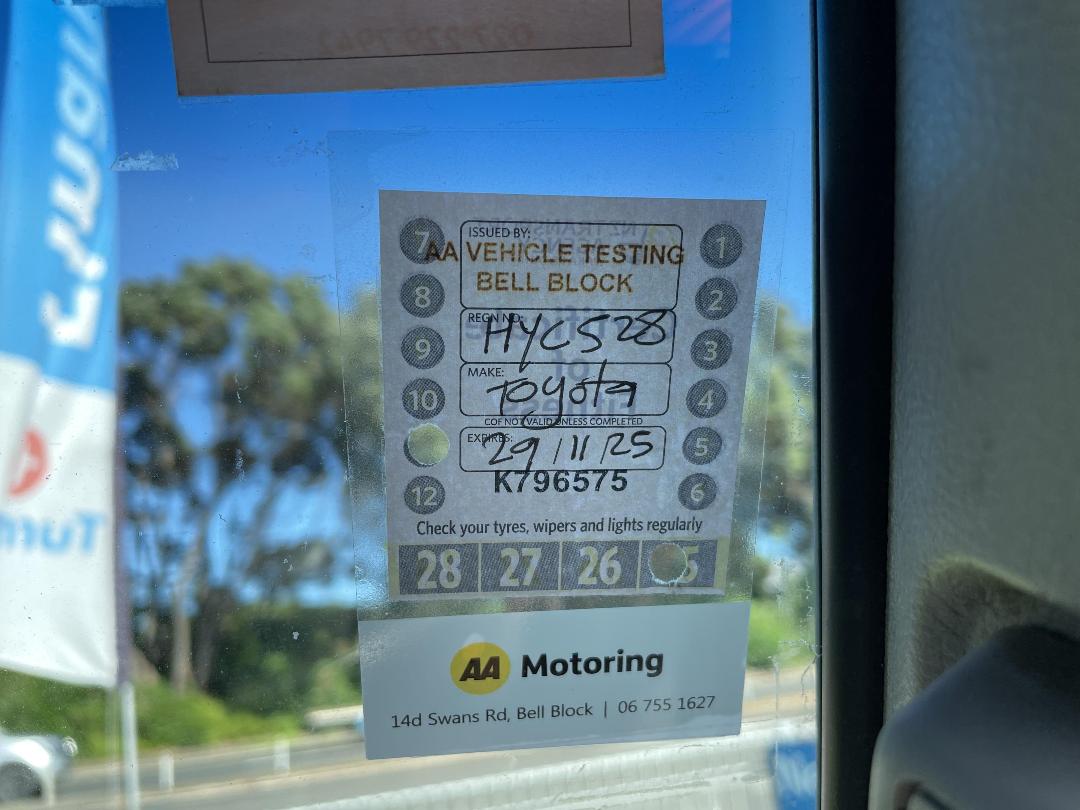 ISSUED BY:
AA VEHICLE TESTING
BELL BLOCK
REGN NO:
HYC528
MAKE:
Toyota
COF NOT VALID UNLESS COMPLETED
EXPIRES:
29/11/25
K796575
7
8
9
10
12
1
2
3
4
5
6
Check your tyres, wipers and lights regularly
28 27 26
AA Motoring
14d Swans Rd, Bell Block | 06 755 1627